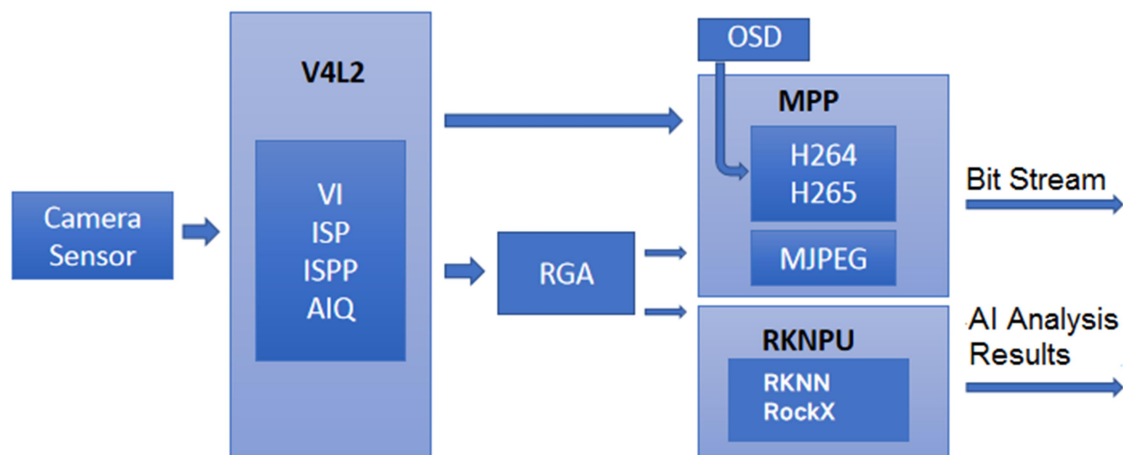 Camera
Sensor
V4L2
VI
ISP
ISPP
AIQ
RGA
OSD
MPP
H264
H265
MJPEG
RKNPU
RKNN
RockX
Bit Stream
AI Analysis
Results